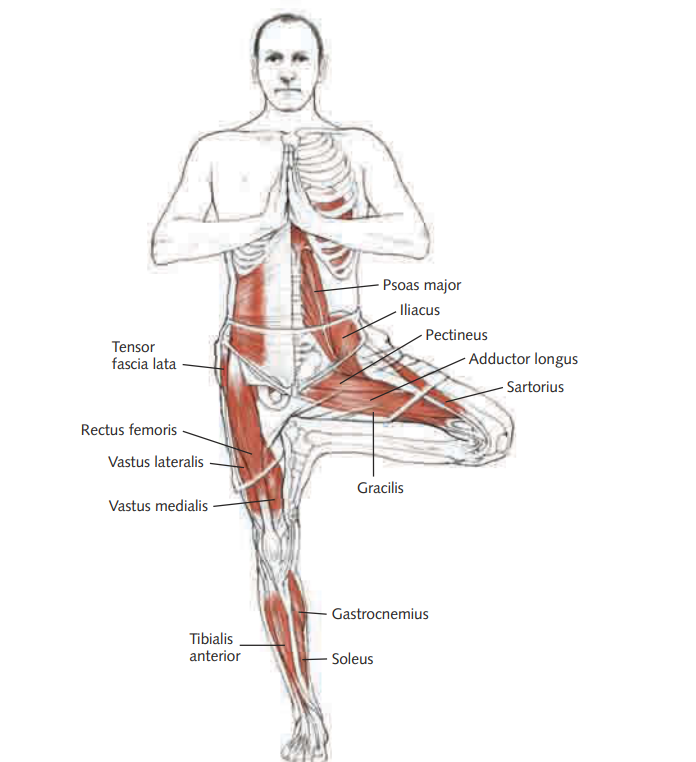 Psoas major
Iliacus
Pectineus
Tensor
fascia lata
Adductor longus
Sartorius
Rectus femoris
Vastus lateralis
Gracilis
Vastus medialis
Gastrocnemius
Tibialis
anterior
Soleus